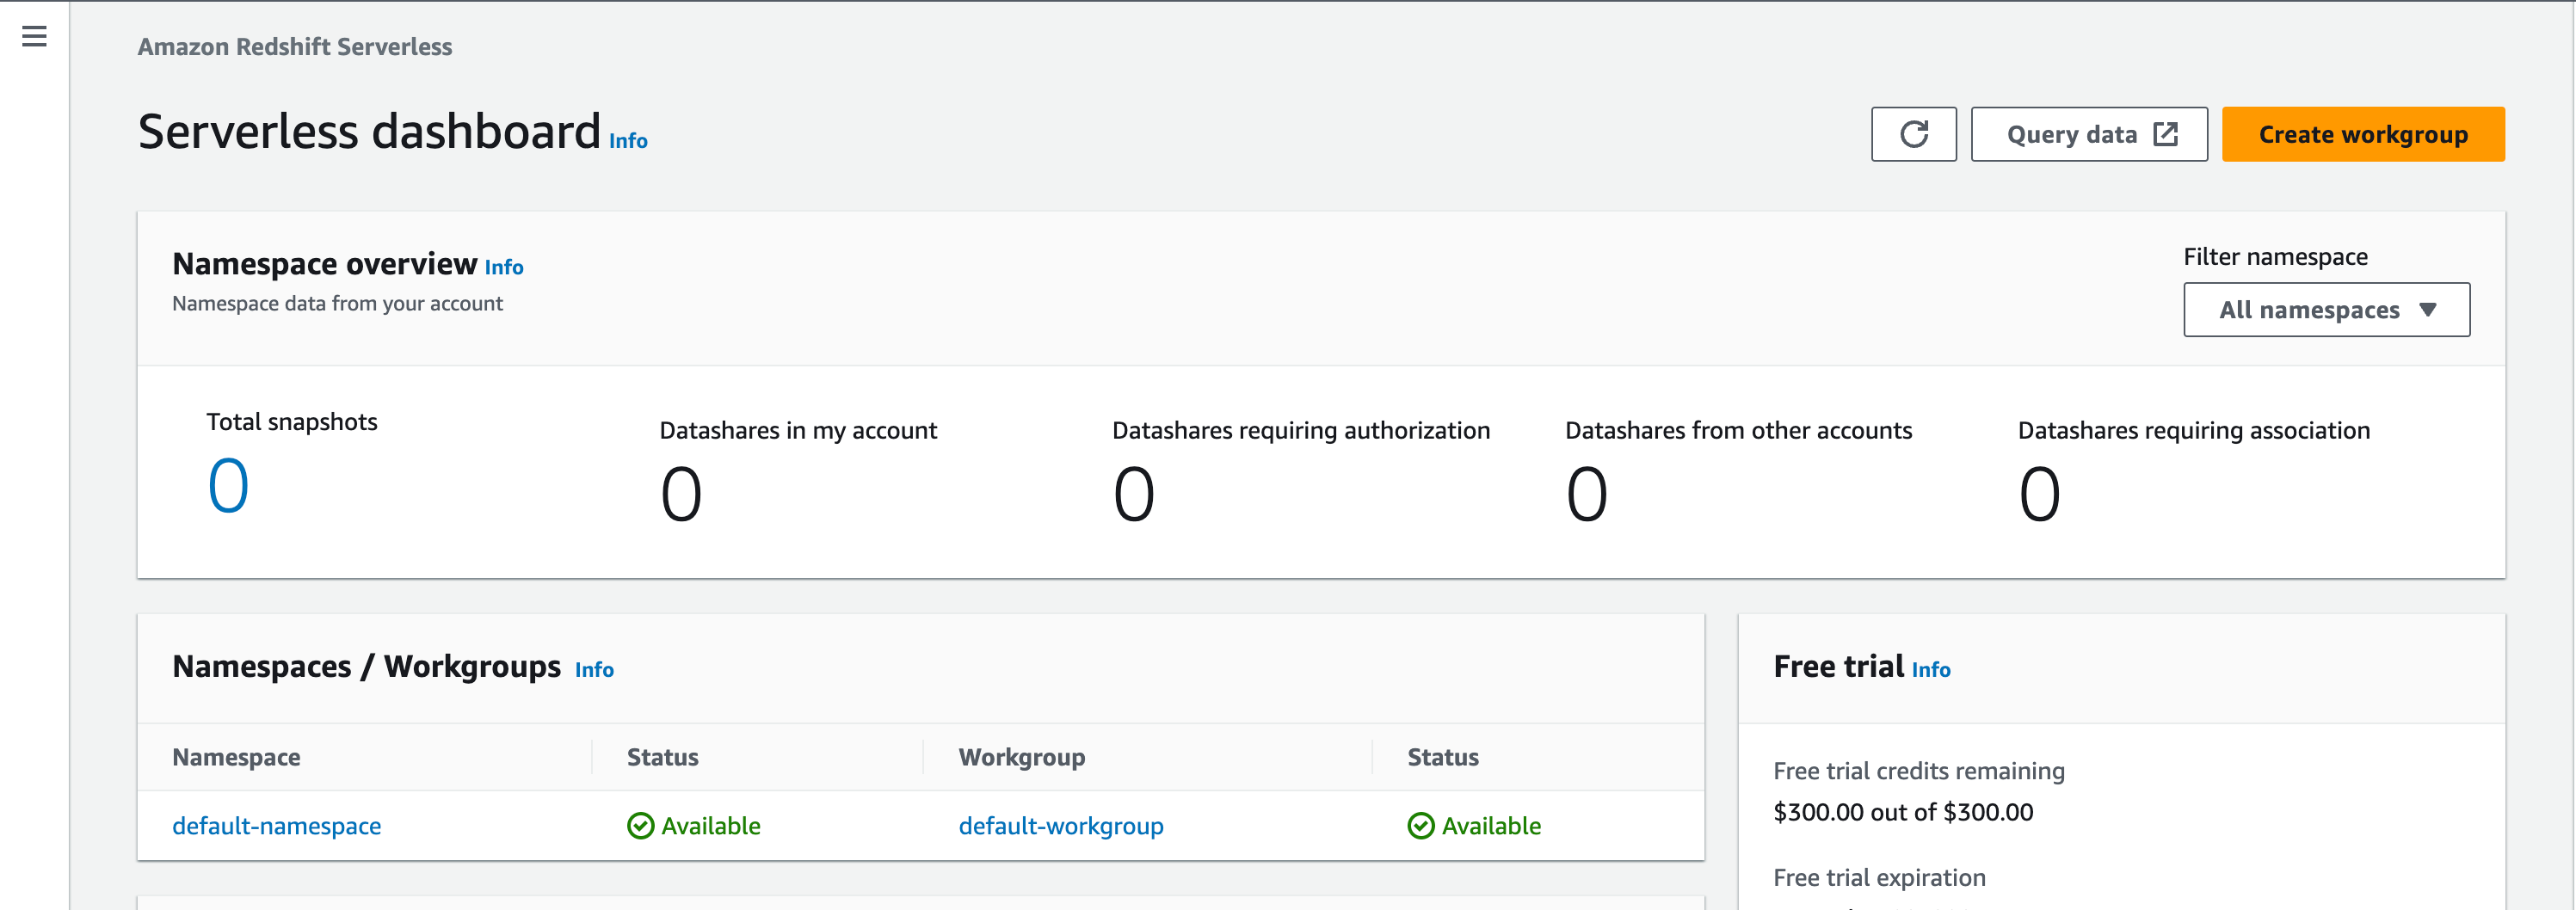 Amazon Redshift Serverless
Serverless dashboard Info
Query data
Create workgroup
Namespace overview Info
Namespace data from your account
Filter namespace
All namespaces
Total snapshots
0
Datashares in my account
0
Datashares requiring authorization
0
Datashares from other accounts
0
Datashares requiring association
0
Namespaces / Workgroups Info
Namespace Status Workgroup Status
default-namespace Available default-workgroup Available
Free trial Info
Free trial credits remaining
$300.00 out of $300.00
Free trial expiration